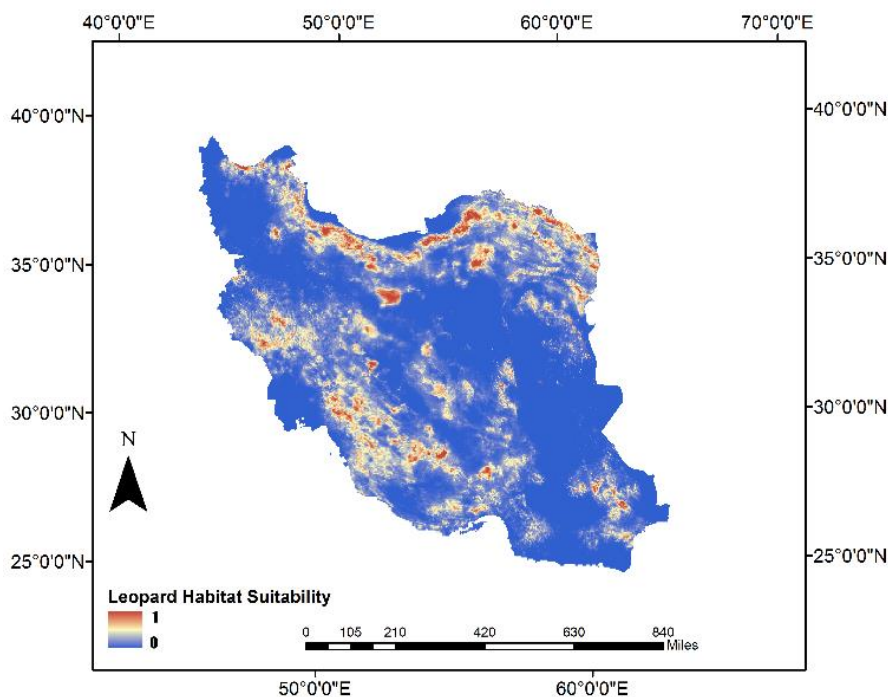 40°0'0"E 50°0'0"E 60°0'0"E 70°0'0"E
40°0'0"N 40°0'0"N
35°0'0"N 35°0'0"N
30°0'0"N 30°0'0"N
N
25°0'0"N 25°0'0"N
Leopard Habitat Suitability
1
0
0 105 210 420 630 840
Miles
50°0'0"E 60°0'0"E